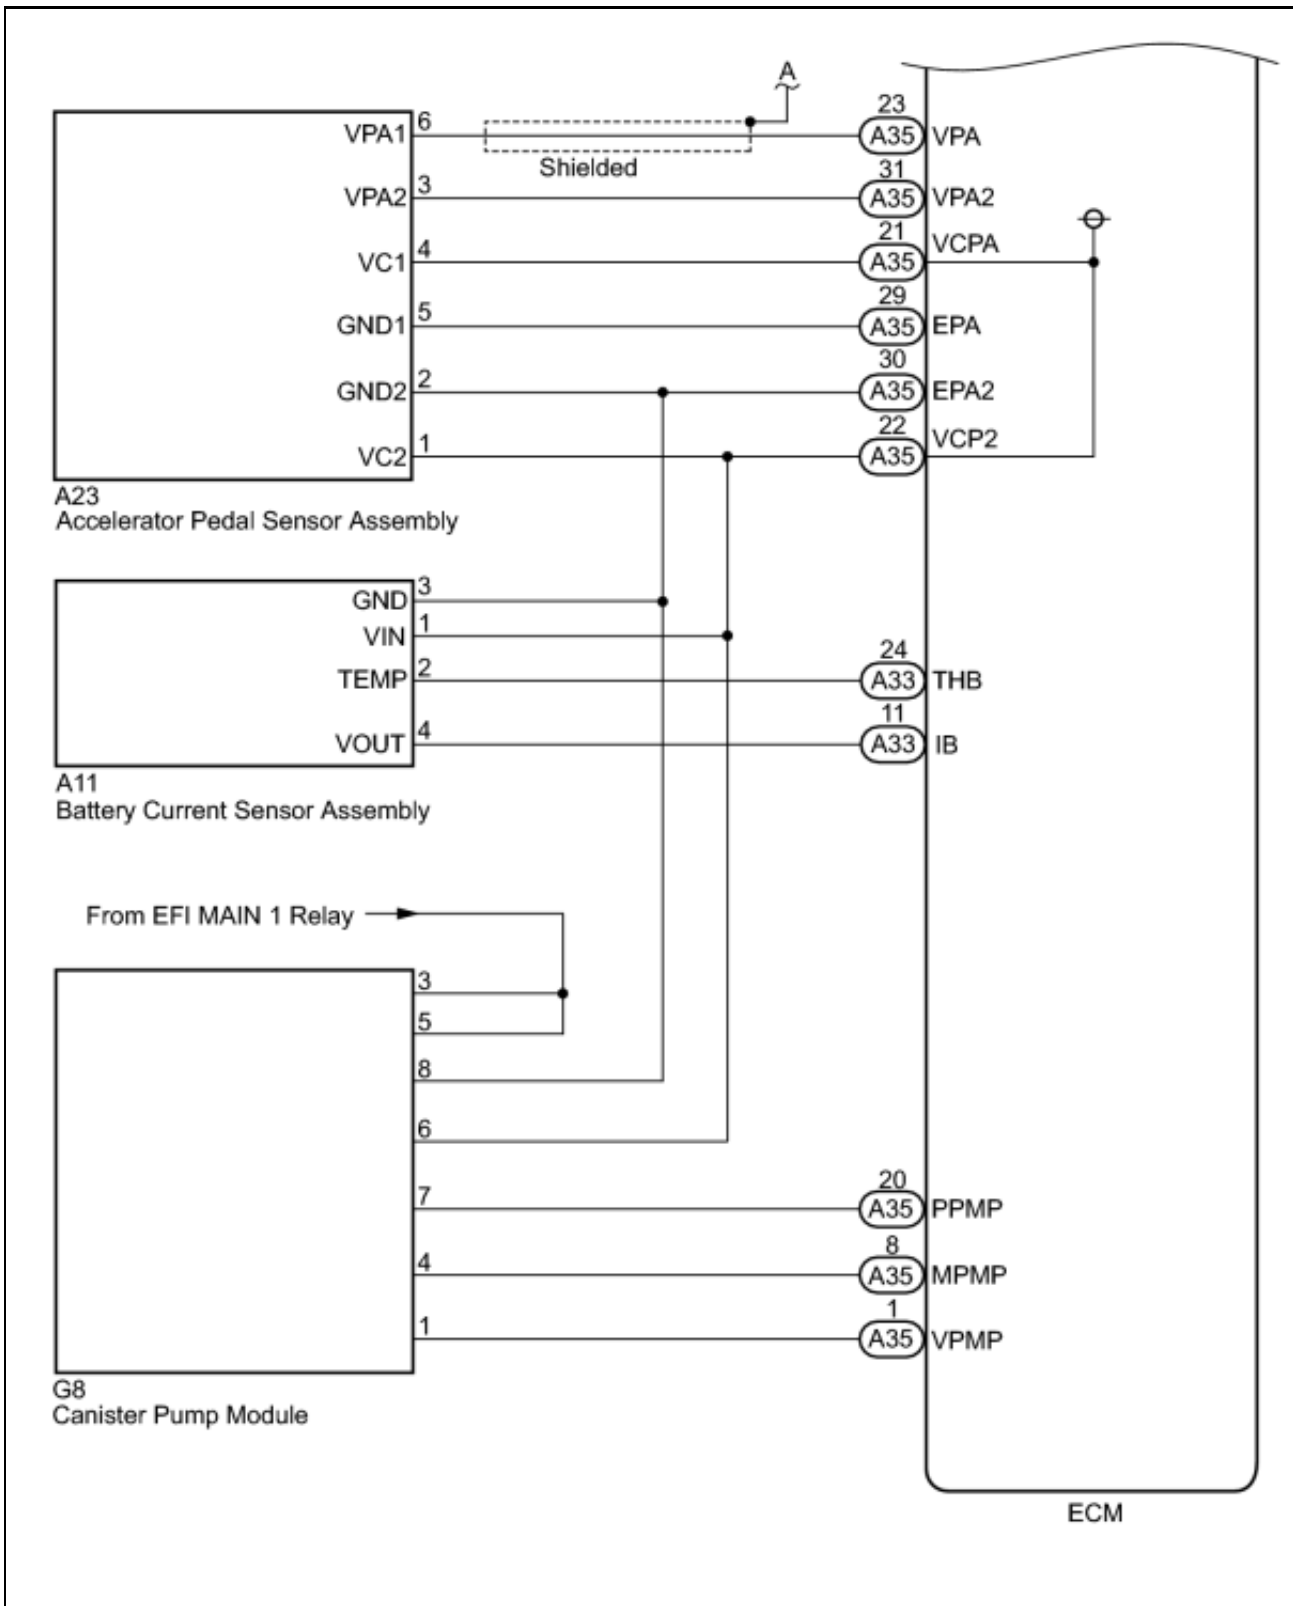 A
VPA1 6 23 A35 VPA
Shielded
VPA2 3 31 A35 VPA2
VC1 4 21 A35 VCPA
GND1 5 29 A35 EPA
GND2 2 30 A35 EPA2
VC2 1 22 A35 VCP2
A23
Accelerator Pedal Sensor Assembly
GND 3
VIN 1
TEMP 2 24 A33 THB
VOUT 4 11 A33 IB
A11
Battery Current Sensor Assembly
From EFI MAIN 1 Relay
3
5
8
6
7 20 A35 PPMP
4 8 A35 MPMP
1 1 A35 VPMP
G8
Canister Pump Module
ECM